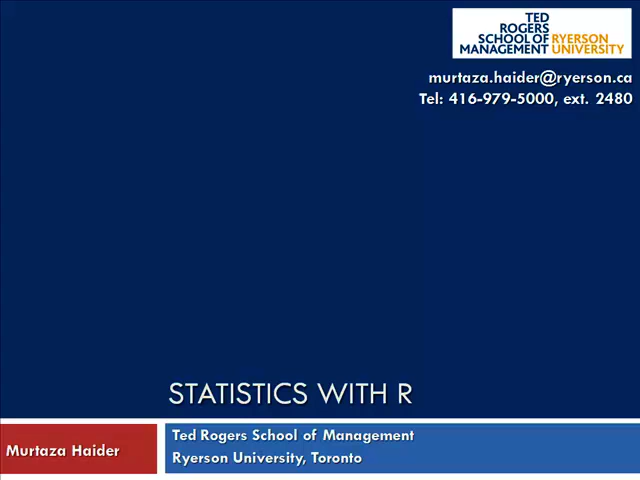 TED
ROGERS
SCHOOL OF RYERSON
MANAGEMENT UNIVERSITY
murtaza.haider@ryerson.ca
Tel: 416-979-5000, ext. 2480
STATISTICS WITH R
Murtaza Haider
Ted Rogers School of Management
Ryerson University, Toronto